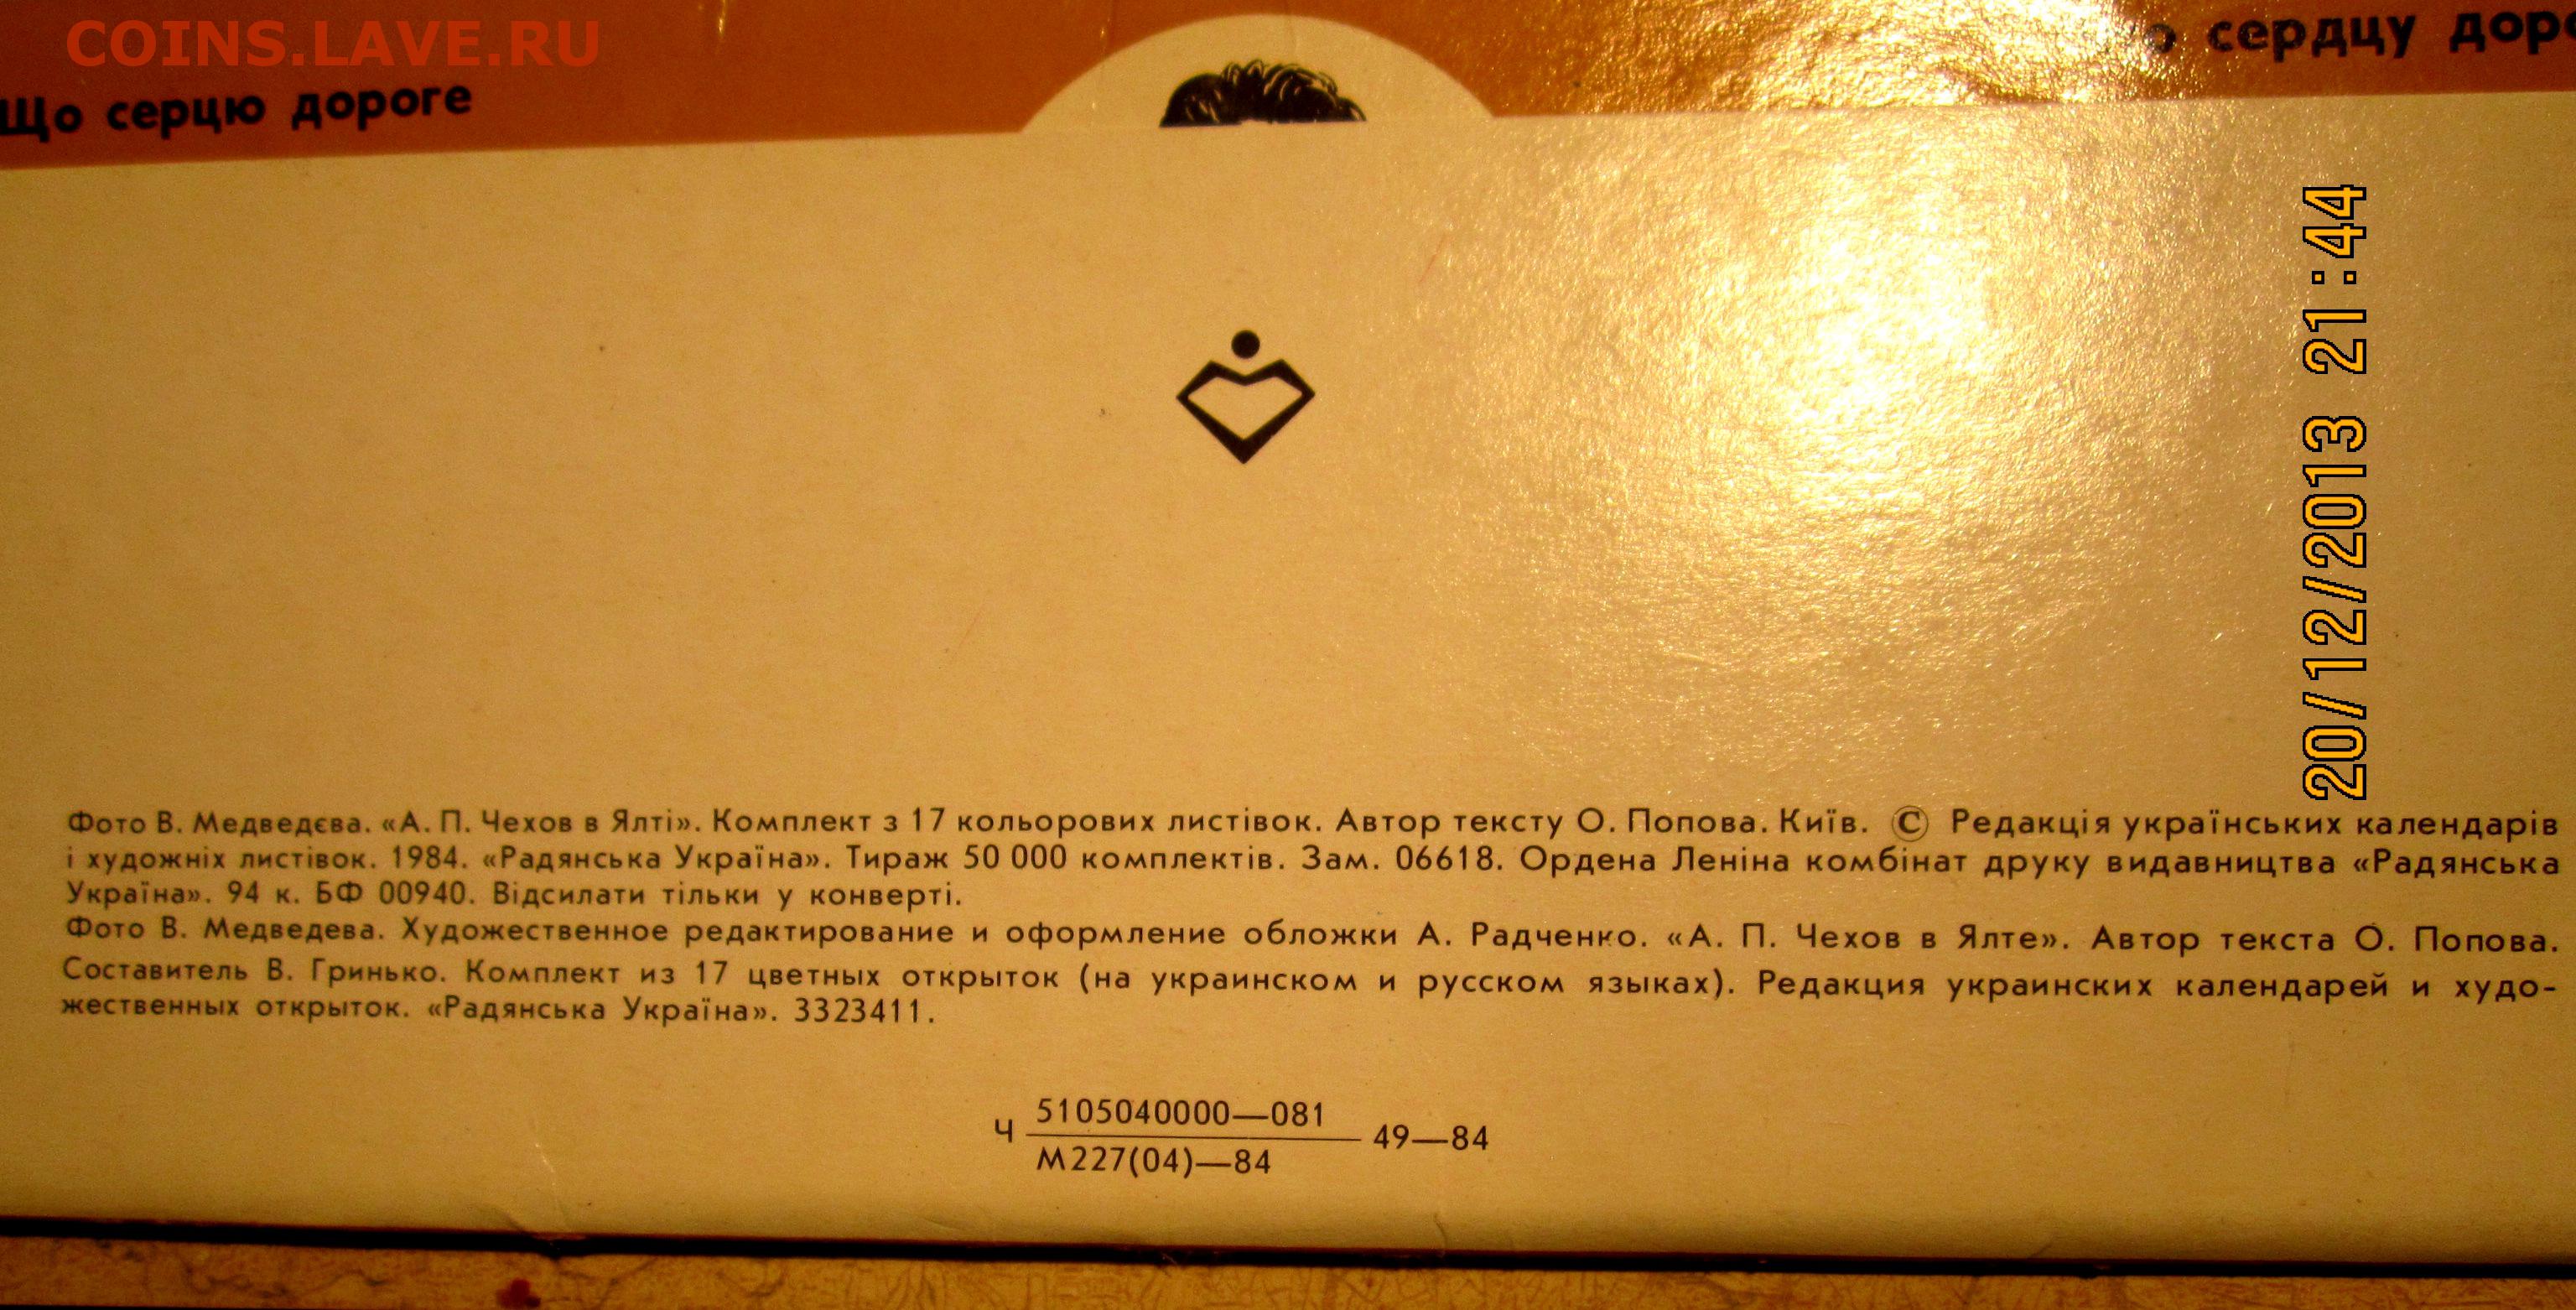 COINS.LAVE.RU
Що серцю дороге
сердцу
20/12/2013 21:44
Фото В. Медведєва. «А. П. Чехов в Ялті». Комплект з 17 кольорових листівок. Автор тексту О. Попова. Київ. © Редакція українських календарів
і художніх листівок. 1984. «Радянська Україна». Тираж 50 000 комплектів. Зам. 06618. Ордена Леніна комбінат друку видавництва «Радянська
Україна». 94 к. БФ 00940. Відсилати тільки у конверті.
Фото В. Медведева. Художественное редактирование и оформление обложки А. Радченко. «А. П. Чехов в Ялте». Автор текста О. Попова.
Составитель В. Гринько. Комплект из 17 цветных открыток (на украинском и русском языках). Редакция украинских календарей и худо-
жественных открыток. «Радянська Україна». 3323411.
5105040000—081
Ч 49—84
М227(04)—84